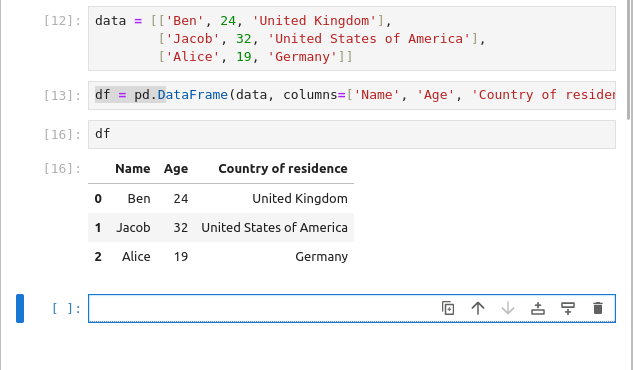 [12]: data = [['Ben', 24, 'United Kingdom'],
['Jacob', 32, 'United States of America'],
['Alice', 19, 'Germany']]
[13]: df = pd.DataFrame(data, columns=['Name', 'Age', 'Country of residen
[16]: df
[16]: Name Age Country of residence
0 Ben 24 United Kingdom
1 Jacob 32 United States of America
2 Alice 19 Germany
[ ]: